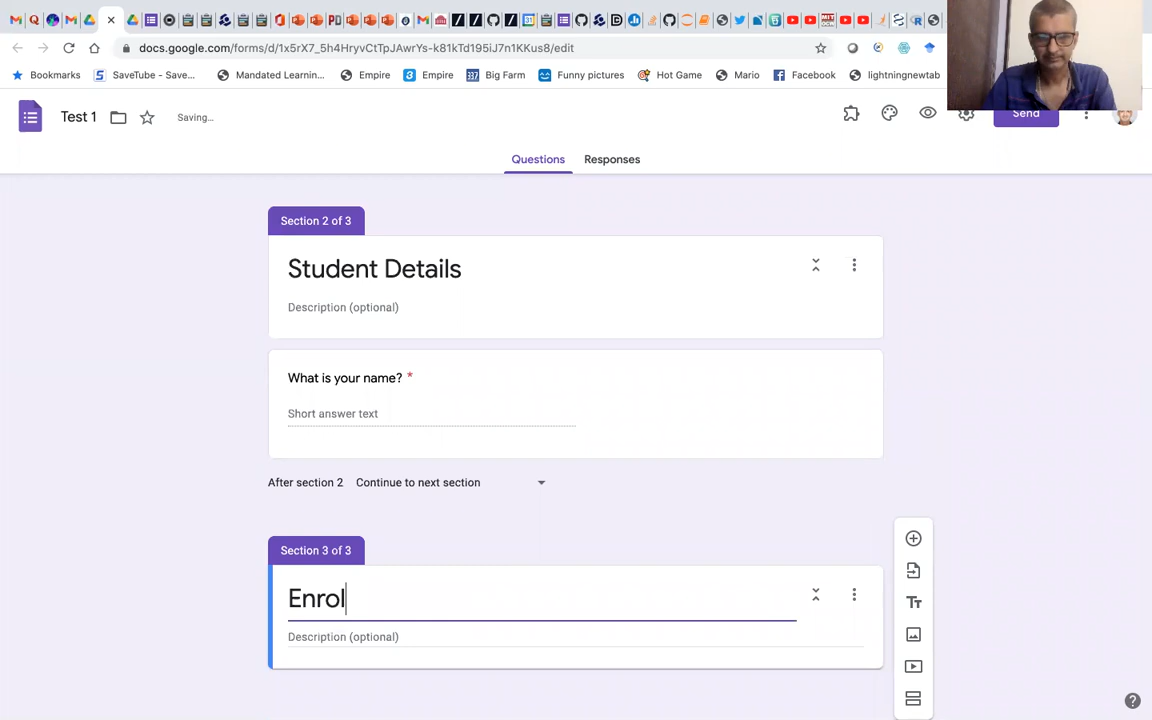 docs.google.com/forms/d/1x5rX7_5h4HryvCtTpJAwrYs-k81kTd195iJ7n1KKus8/edit
Bookmarks
SaveTube - Save...
Mandated Learnin...
Empire
Empire
Big Farm
Funny pictures
Hot Game
Mario
Facebook
lightningnewtab
Test 1
Saving…
Send
Questions
Responses
Section 2 of 3
Student Details
Description (optional)
What is your name? *
Short answer text
After section 2
Continue to next section
Section 3 of 3
Enrol
Description (optional)